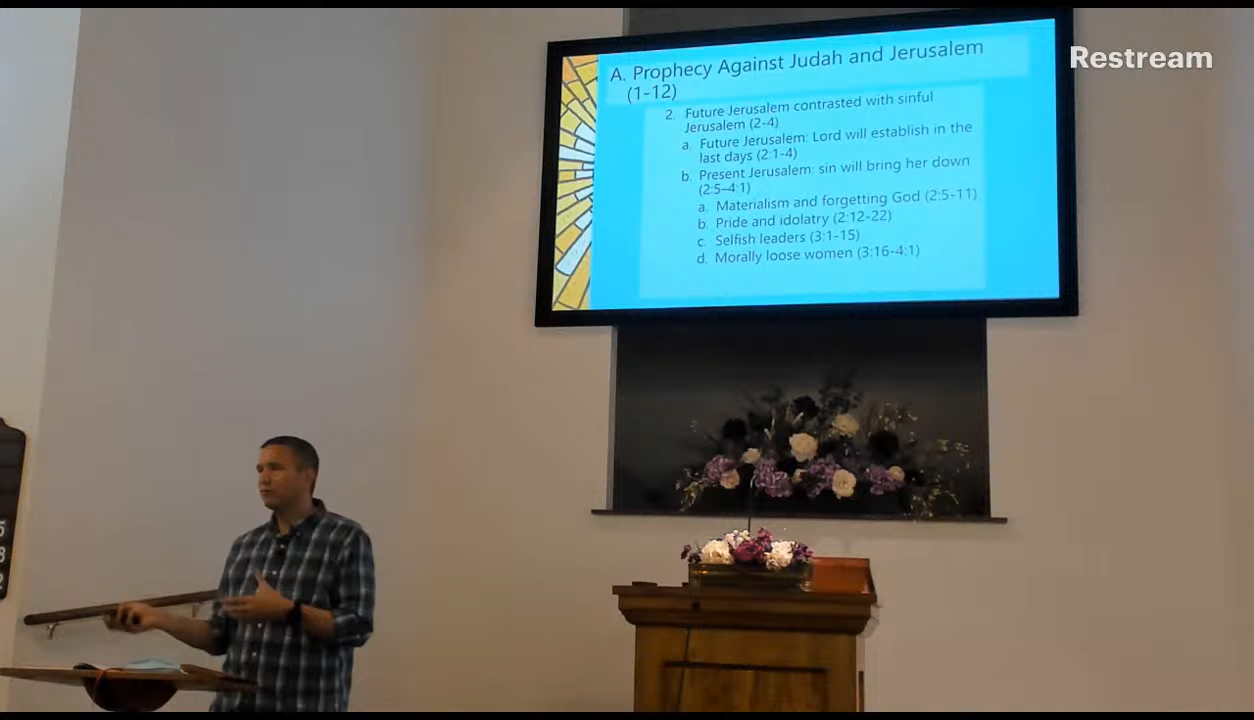 Restream
A. Prophecy Against Judah and Jerusalem
(1-12)
2. Future Jerusalem contrasted with sinful
Jerusalem (2-4)
a. Future Jerusalem: Lord will establish in the
last days (2:1-4)
b. Present Jerusalem: sin will bring her down
(2:5–4:1)
a. Materialism and forgetting God (2:5-11)
b. Pride and idolatry (2:12-22)
c. Selfish leaders (3:1-15)
d. Morally loose women (3:16-4:1)
5
8
2